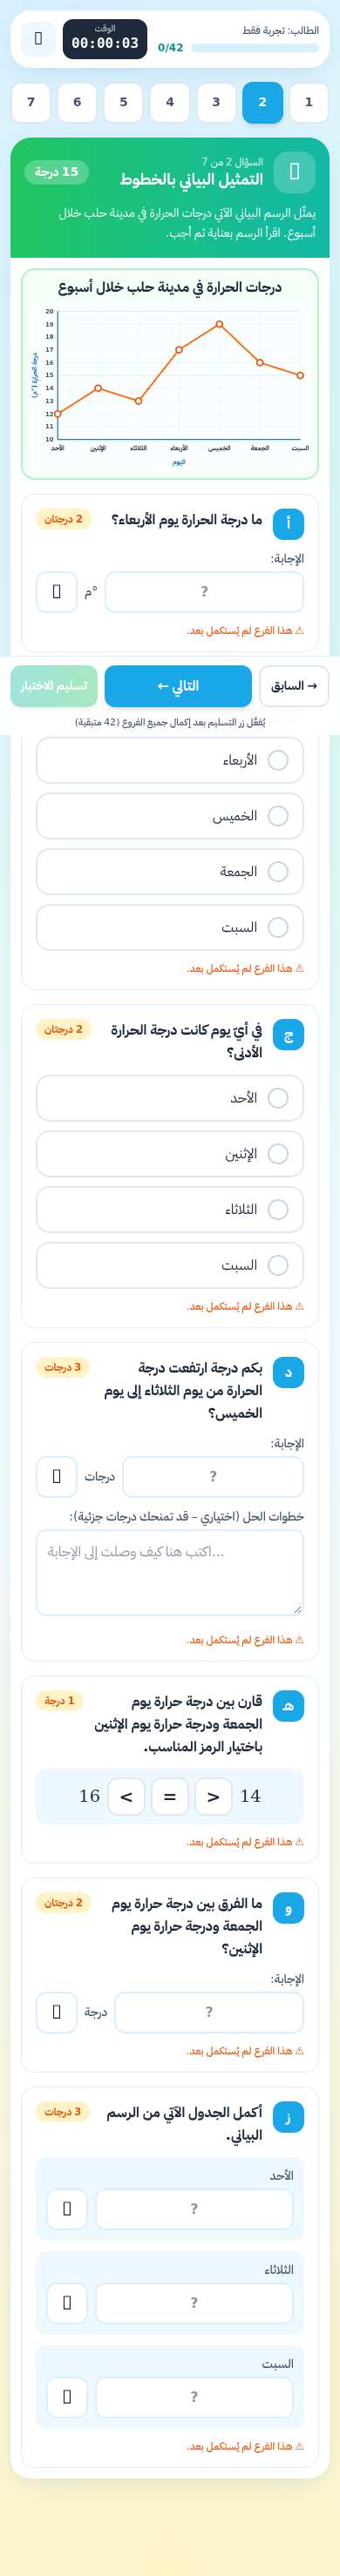 الطالب: تجربة فقط
0/42
الوقت
00:00:03
1
2
3
4
5
6
7
السؤال 2 من 7
التمثيل البياني بالخطوط
15 درجة
يمثّل الرسم البياني الآتي درجات الحرارة في مدينة حلب خلال
أسبوع. اقرأ الرسم بعناية ثم أجب.
درجات الحرارة في مدينة حلب خلال أسبوع
20
19
18
17
16
15
14
13
12
11
10
درجة الحرارة (°م)
الأحد
الإثنين
الثلاثاء
الأربعاء
الخميس
الجمعة
السبت
اليوم
أ
ما درجة الحرارة يوم الأربعاء؟
2 درجتان
الإجابة:
?
°م
⚠ هذا الفرع لم يُستكمل بعد.
→ السابق
التالي ←
تسليم الاختبار
يُفعَّل زر التسليم بعد إكمال جميع الفروع (42 متبقية)
الأربعاء
الخميس
الجمعة
السبت
⚠ هذا الفرع لم يُستكمل بعد.
ج
في أيّ يوم كانت درجة الحرارة
الأدنى؟
2 درجتان
الأحد
الإثنين
الثلاثاء
السبت
⚠ هذا الفرع لم يُستكمل بعد.
د
بكم درجة ارتفعت درجة
الحرارة من يوم الثلاثاء إلى يوم
الخميس؟
3 درجات
الإجابة:
?
درجات
خطوات الحل (اختياري – قد تمنحك درجات جزئية):
اكتب هنا كيف وصلت إلى الإجابة...
⚠ هذا الفرع لم يُستكمل بعد.
هـ
قارن بين درجة حرارة يوم
الجمعة ودرجة حرارة يوم الإثنين
باختيار الرمز المناسب.
1 درجة
16 < = > 14
⚠ هذا الفرع لم يُستكمل بعد.
و
ما الفرق بين درجة حرارة يوم
الجمعة ودرجة حرارة يوم
الإثنين؟
2 درجتان
الإجابة:
?
درجة
⚠ هذا الفرع لم يُستكمل بعد.
ز
أكمل الجدول الآتي من الرسم
البياني.
3 درجات
الأحد
?
الثلاثاء
?
السبت
?
⚠ هذا الفرع لم يُستكمل بعد.